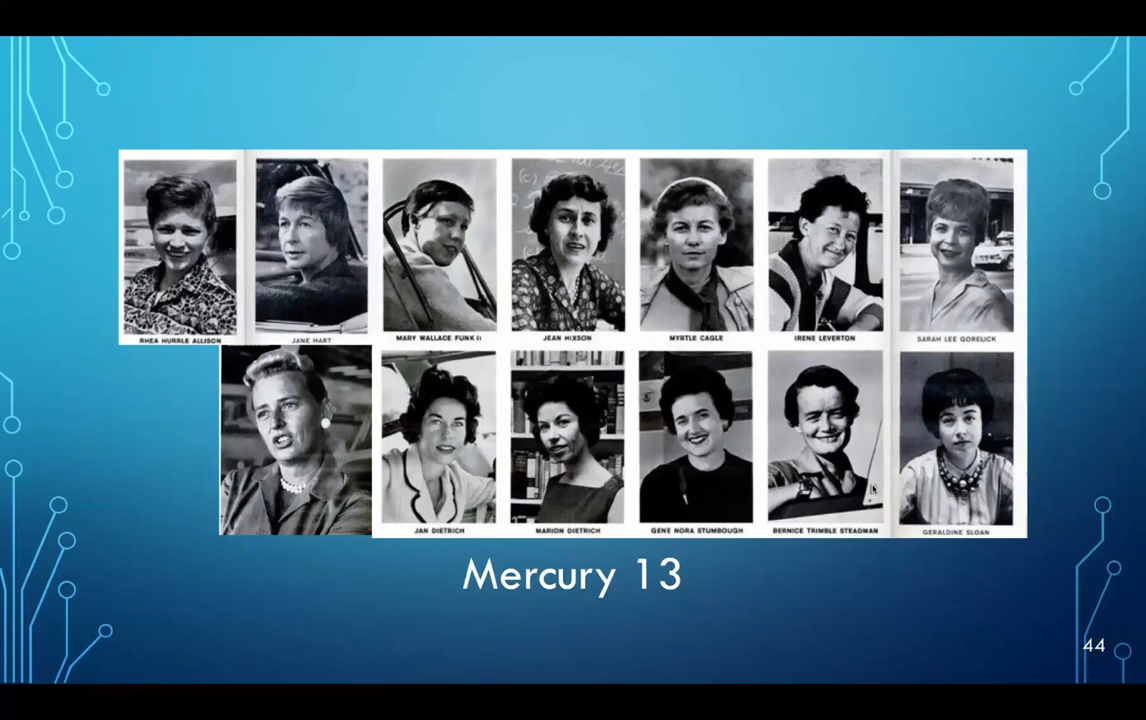 RHEA HURRLE ALLISON
JANE HART
MARY WALLACE FUNK II
JEAN HIXSON
MYRTLE CAGLE
IRENE LEVERTON
SARAH LEE GORELICK
JAN DIETRICH
MARION DIETRICH
GENE NORA STUMBOUGH
BERNICE TRIMBLE STEADMAN
GERALDINE SLOAN
Mercury 13
44